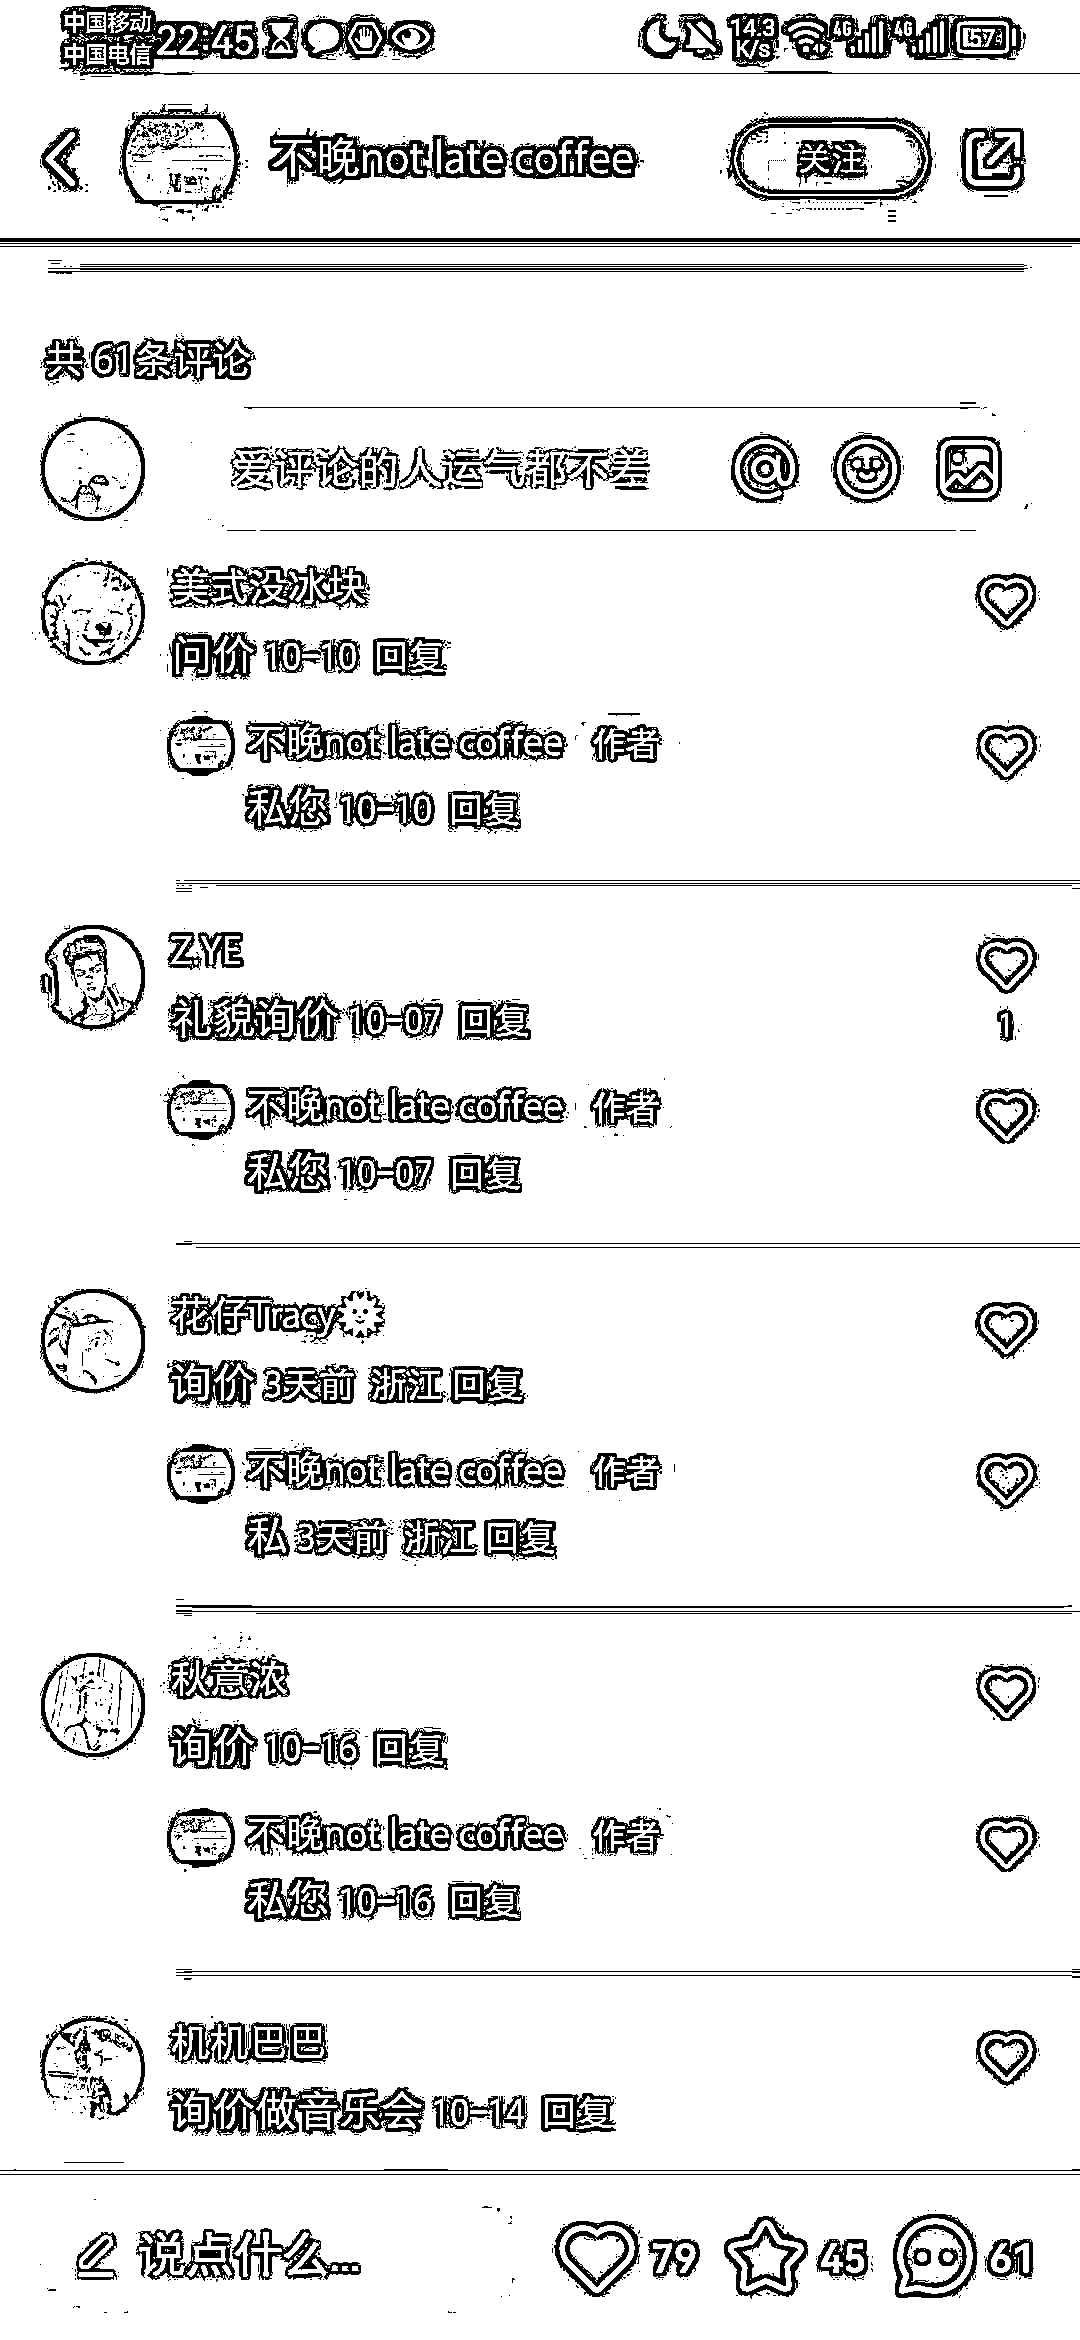 中国移动
中国电信 22:45 14.3 K/s 4G 4G 57
不晚not late coffee 关注
共 61条评论
爱评论的人运气都不差
美式没冰块
问价 10-10 回复
不晚not late coffee 作者
私您 10-10 回复
Z.YE
礼貌询价 10-07 回复
1
不晚not late coffee 作者
私您 10-07 回复
花仔Tracy
询价 3天前 浙江 回复
不晚not late coffee 作者
私 3天前 浙江 回复
秋意浓
询价 10-16 回复
不晚not late coffee 作者
私您 10-16 回复
机机巴巴
询价做音乐会 10-14 回复
说点什么... 79 45 61